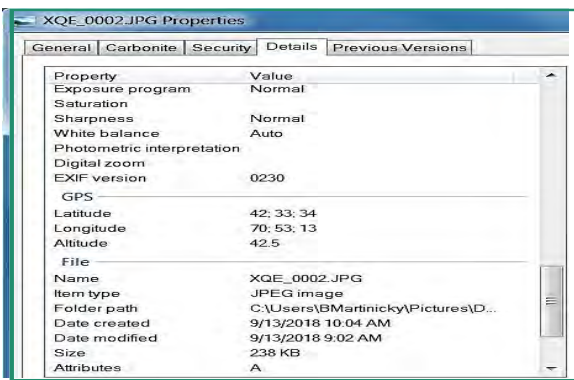 XQE_0002.JPG Properties
General Carbonite Security Details Previous Versions
Property Value
Exposure program Normal
Saturation
Sharpness Normal
White balance Auto
Photometric interpretation
Digital zoom
EXIF version 0230
GPS
Latitude 42; 33; 34
Longitude 70; 53; 13
Altitude 42.5
File
Name XQE_0002.JPG
Item type JPEG image
Folder path C:\Users\BMartinicky\Pictures\D...
Date created 9/13/2018 10:04 AM
Date modified 9/13/2018 9:02 AM
Size 238 KB
Attributes A